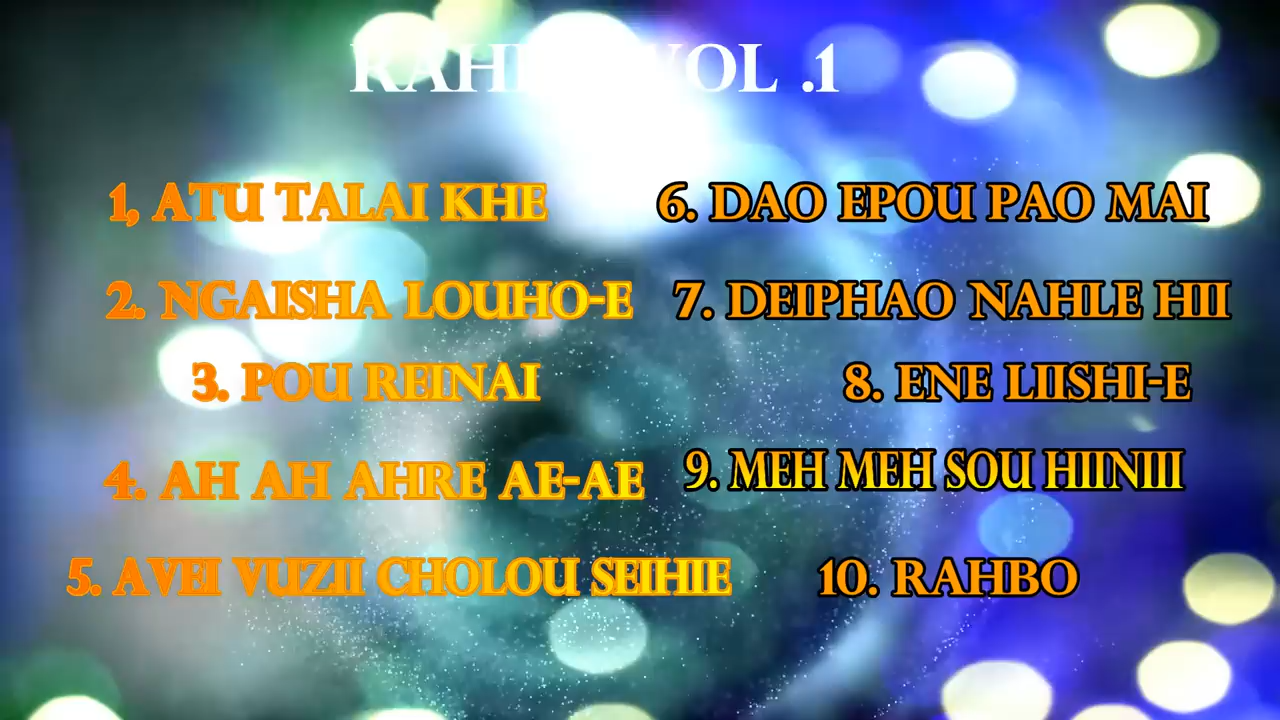 VOL .1
1, ATU TALAI KHE
2. NGAISHA LOUHO-E
3. POU REINAI
4. AH AH AHRE AE-AE
5. AVEI VUZII CHOLOU SEIHIE
6. DAO EPOU PAO MAI
7. DEIPHAO NAHLE HII
8. ENE LIISHI-E
9. MEH MEH SOU HIINIII
10. RAHBO